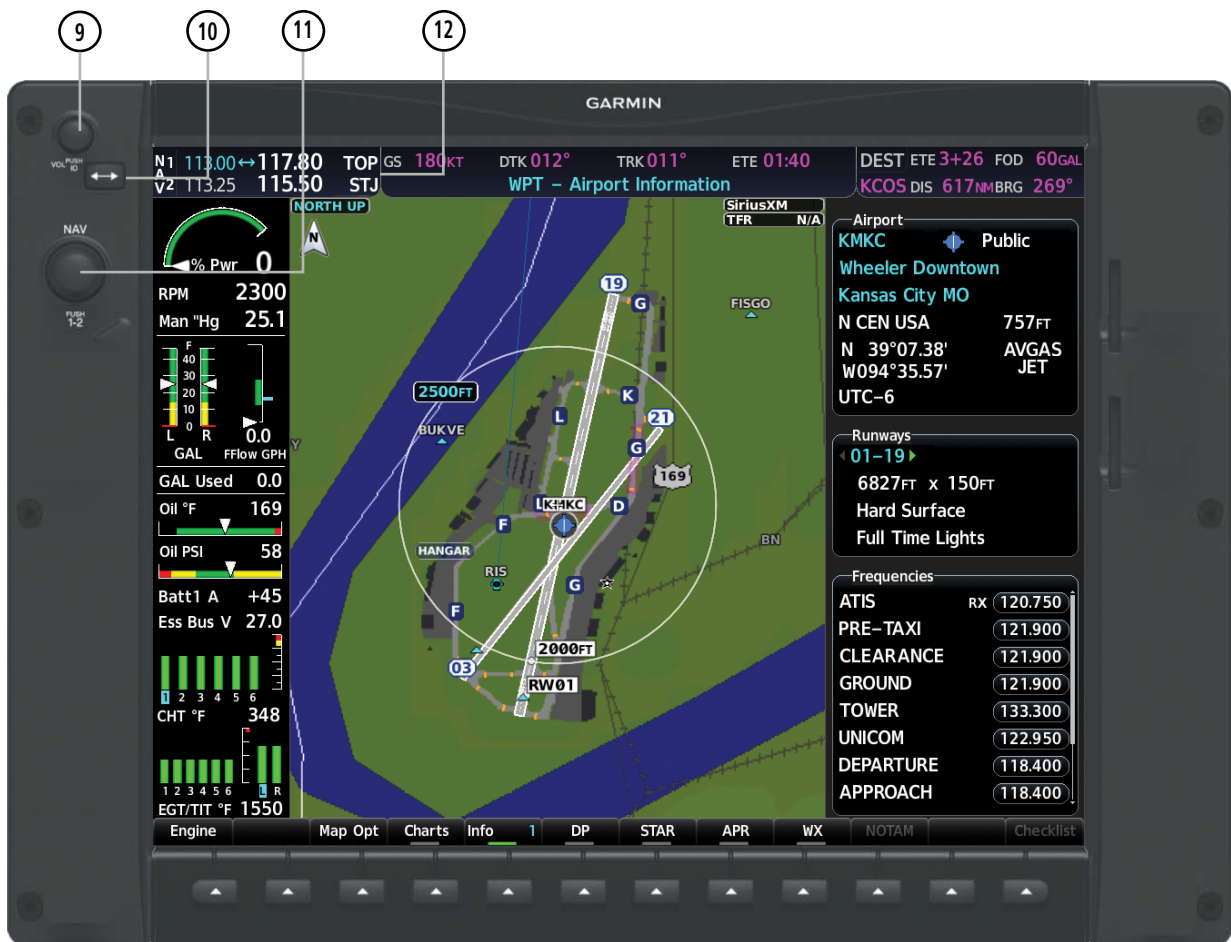 9 10 11 12
GARMIN
VOL PUSH ID
NAV
PUSH 1-2
NAV 1 113.00↔117.80 TOP
2 113.25 115.50 STJ
GS 180KT DTK 012° TRK 011° ETE 01:40
WPT – Airport Information
DEST ETE 3+26 FOD 60GAL
KCOS DIS 617NM BRG 269°
% Pwr 0
RPM 2300
Man "Hg 25.1
F
40
30
20
10
0
L R 0.0
GAL FFlow GPH
GAL Used 0.0
Oil °F 169
Oil PSI 58
Batt1 A +45
Ess Bus V 27.0
1 2 3 4 5 6
CHT °F 348
1 2 3 4 5 6 L R
EGT/TIT °F 1550
NORTH UP
N
SiriusXM
TFR N/A
19
G
FISGO
2500FT
K
L
21
BUKVE
Y
G
169
L
KMKC
D
F
HANGAR
BN
RIS
G
F
2000FT
03
RW01
Airport
KMKC Public
Wheeler Downtown
Kansas City MO
N CEN USA 757FT
N 39°07.38' AVGAS
W094°35.57' JET
UTC–6
Runways
01–19
6827FT x 150FT
Hard Surface
Full Time Lights
Frequencies
ATIS RX 120.750
PRE–TAXI 121.900
CLEARANCE 121.900
GROUND 121.900
TOWER 133.300
UNICOM 122.950
DEPARTURE 118.400
APPROACH 118.400
Engine Map Opt Charts Info 1 DP STAR APR WX NOTAM Checklist